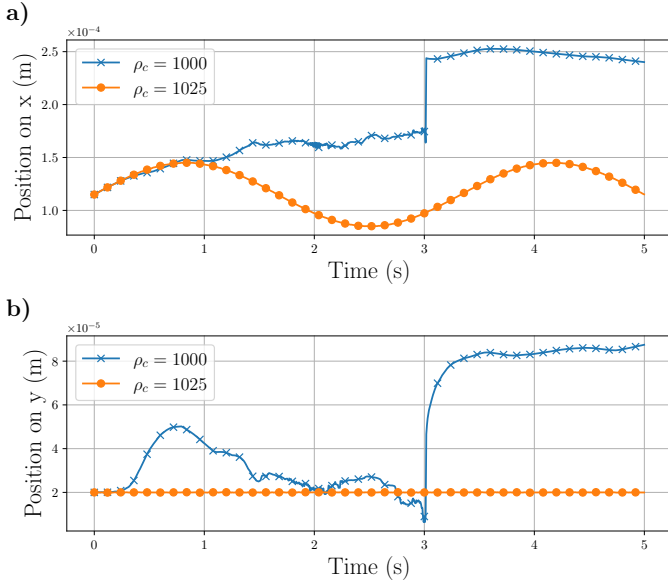 a)
×10⁻⁴
2.5
2.0
1.5
1.0
Position on x (m)
ρ_c = 1000
ρ_c = 1025
0 1 2 3 4 5
Time (s)
b)
×10⁻⁵
8
6
4
2
Position on y (m)
ρ_c = 1000
ρ_c = 1025
0 1 2 3 4 5
Time (s)